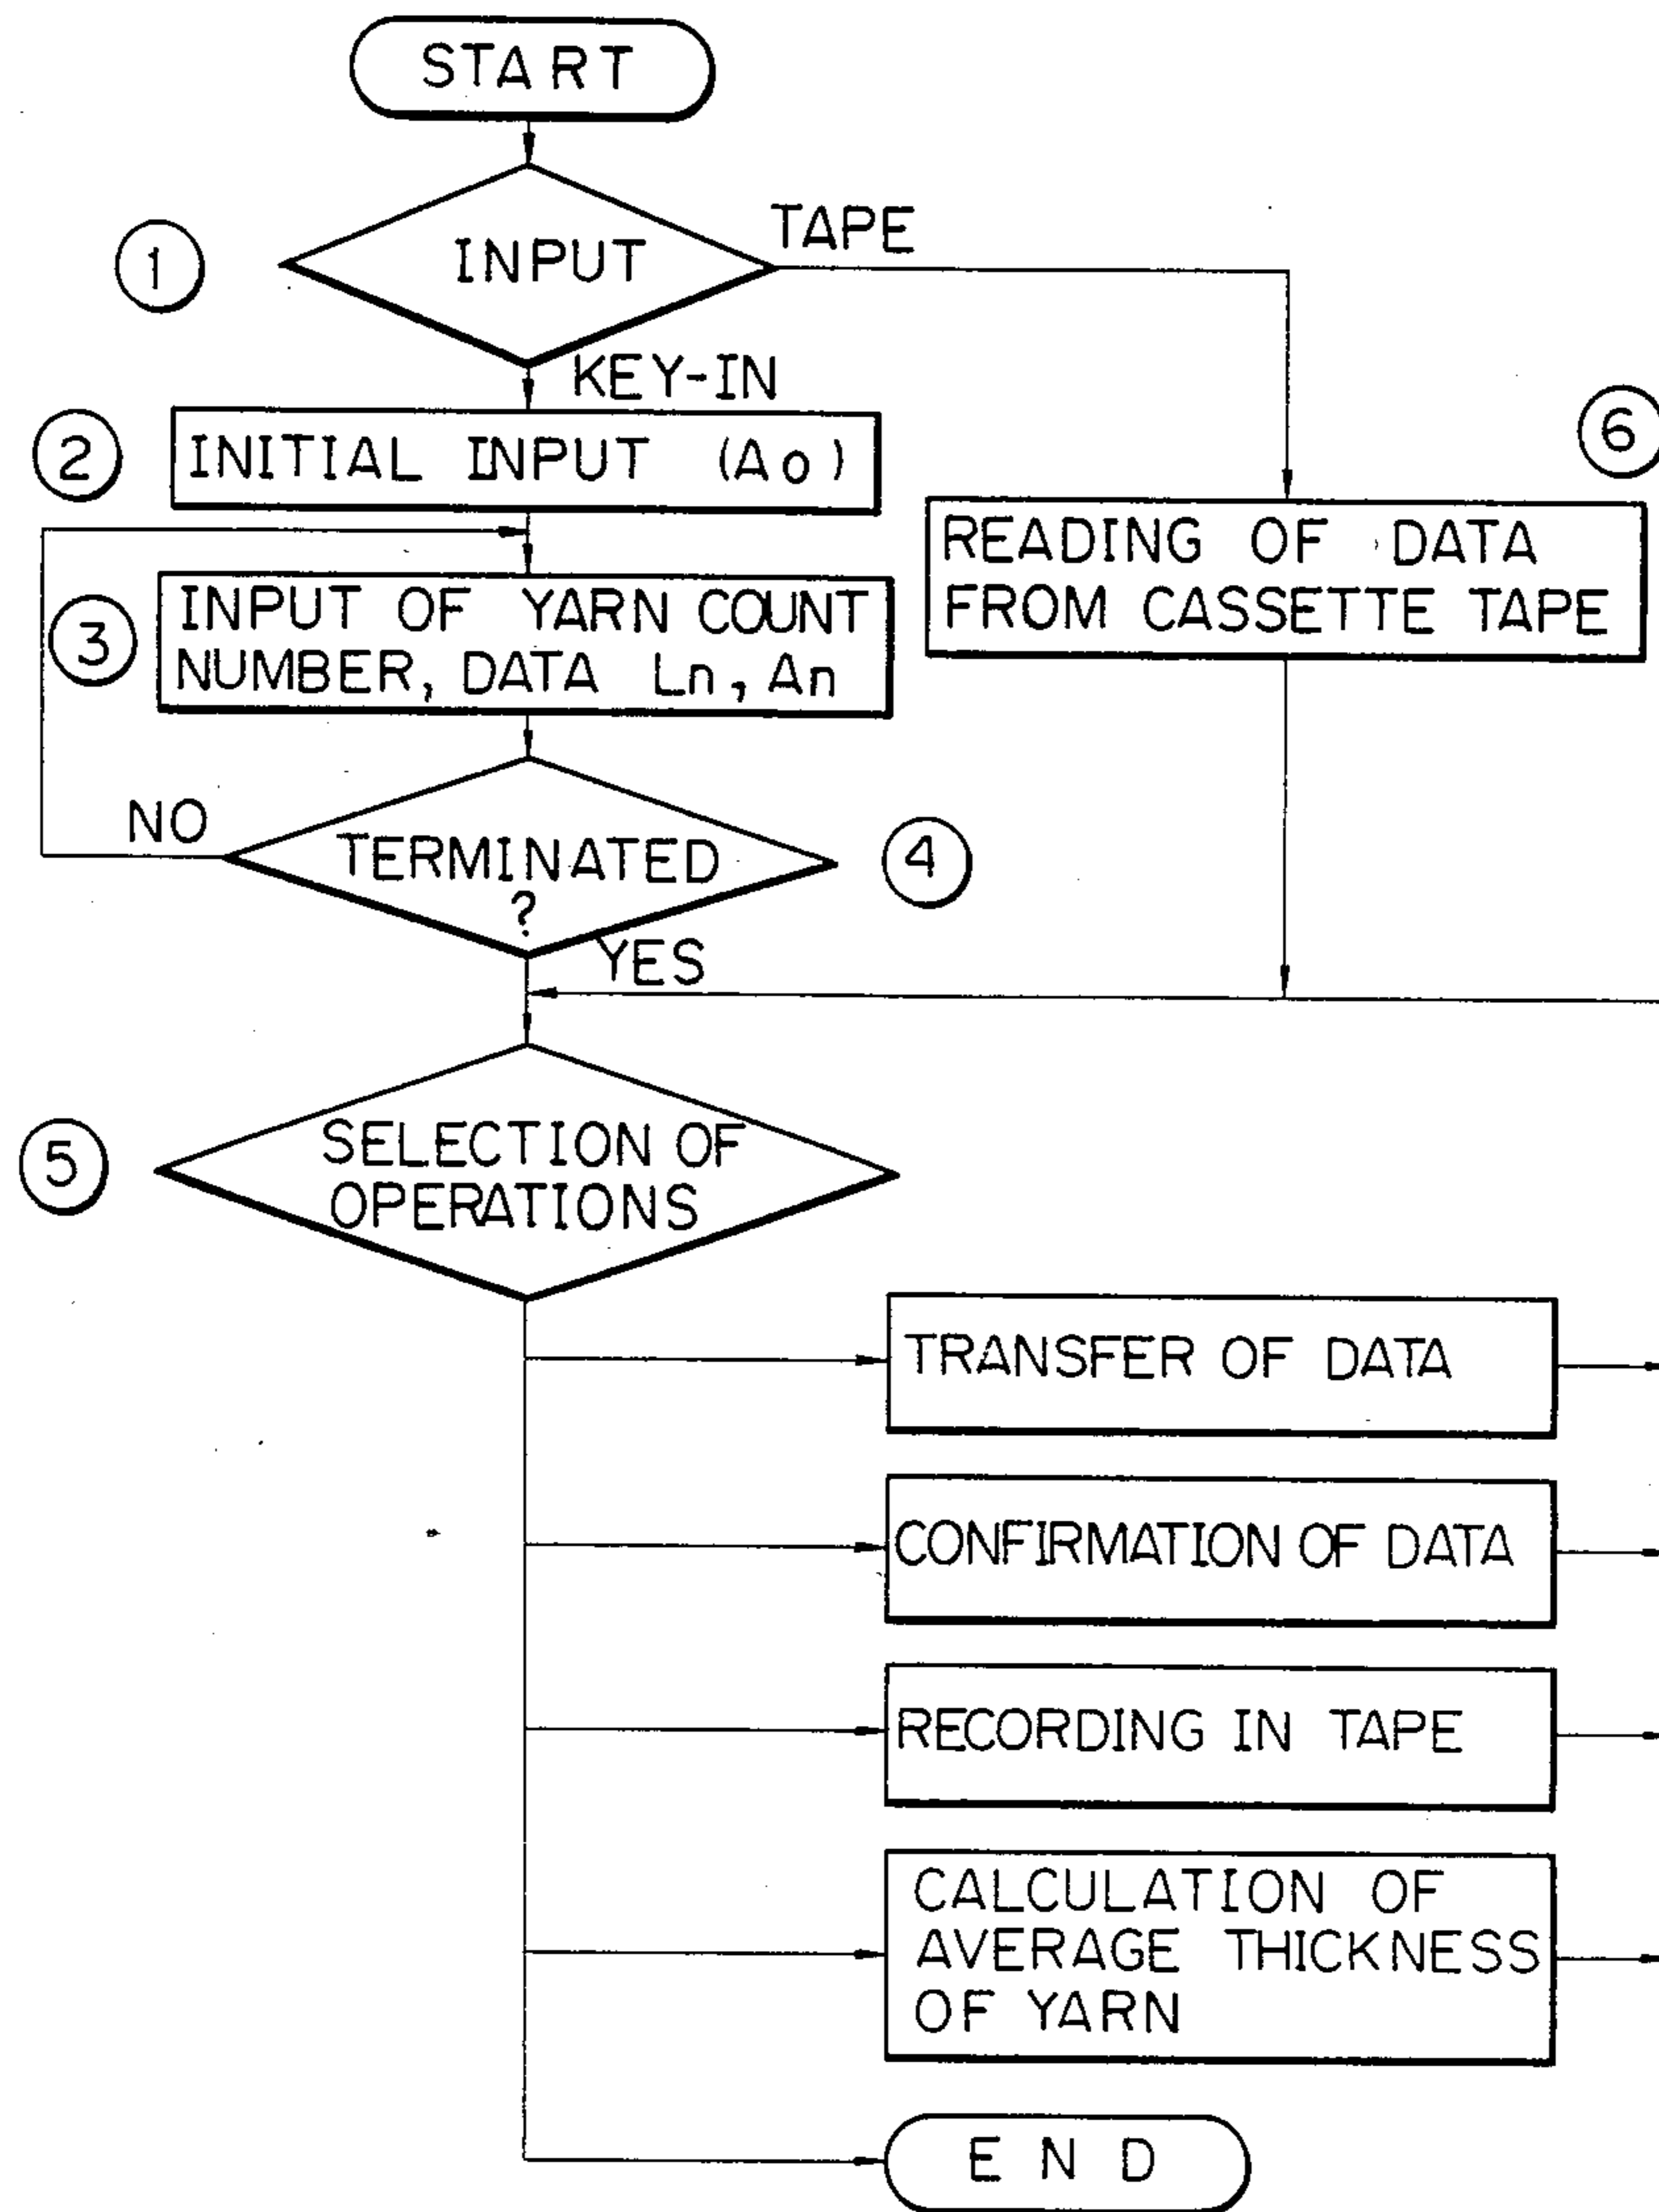 START
1
INPUT
TAPE
KEY-IN
2
INITIAL INPUT (Ao)
6
READING OF DATA
FROM CASSETTE TAPE
3
INPUT OF YARN COUNT
NUMBER, DATA Ln, An
NO
TERMINATED
?
4
YES
5
SELECTION OF
OPERATIONS
TRANSFER OF DATA
CONFIRMATION OF DATA
RECORDING IN TAPE
CALCULATION OF
AVERAGE THICKNESS
OF YARN
END